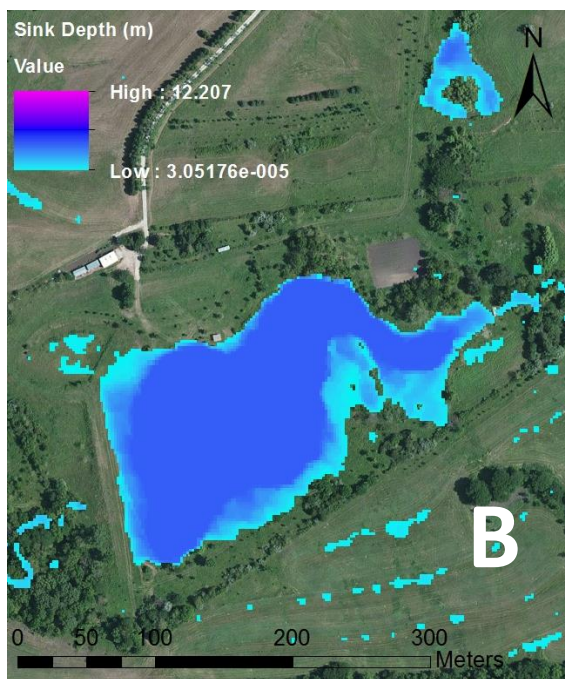 Sink Depth (m)
Value
High : 12.207
Low : 3.05176e-005
N
B
0 50 100 200 300
Meters